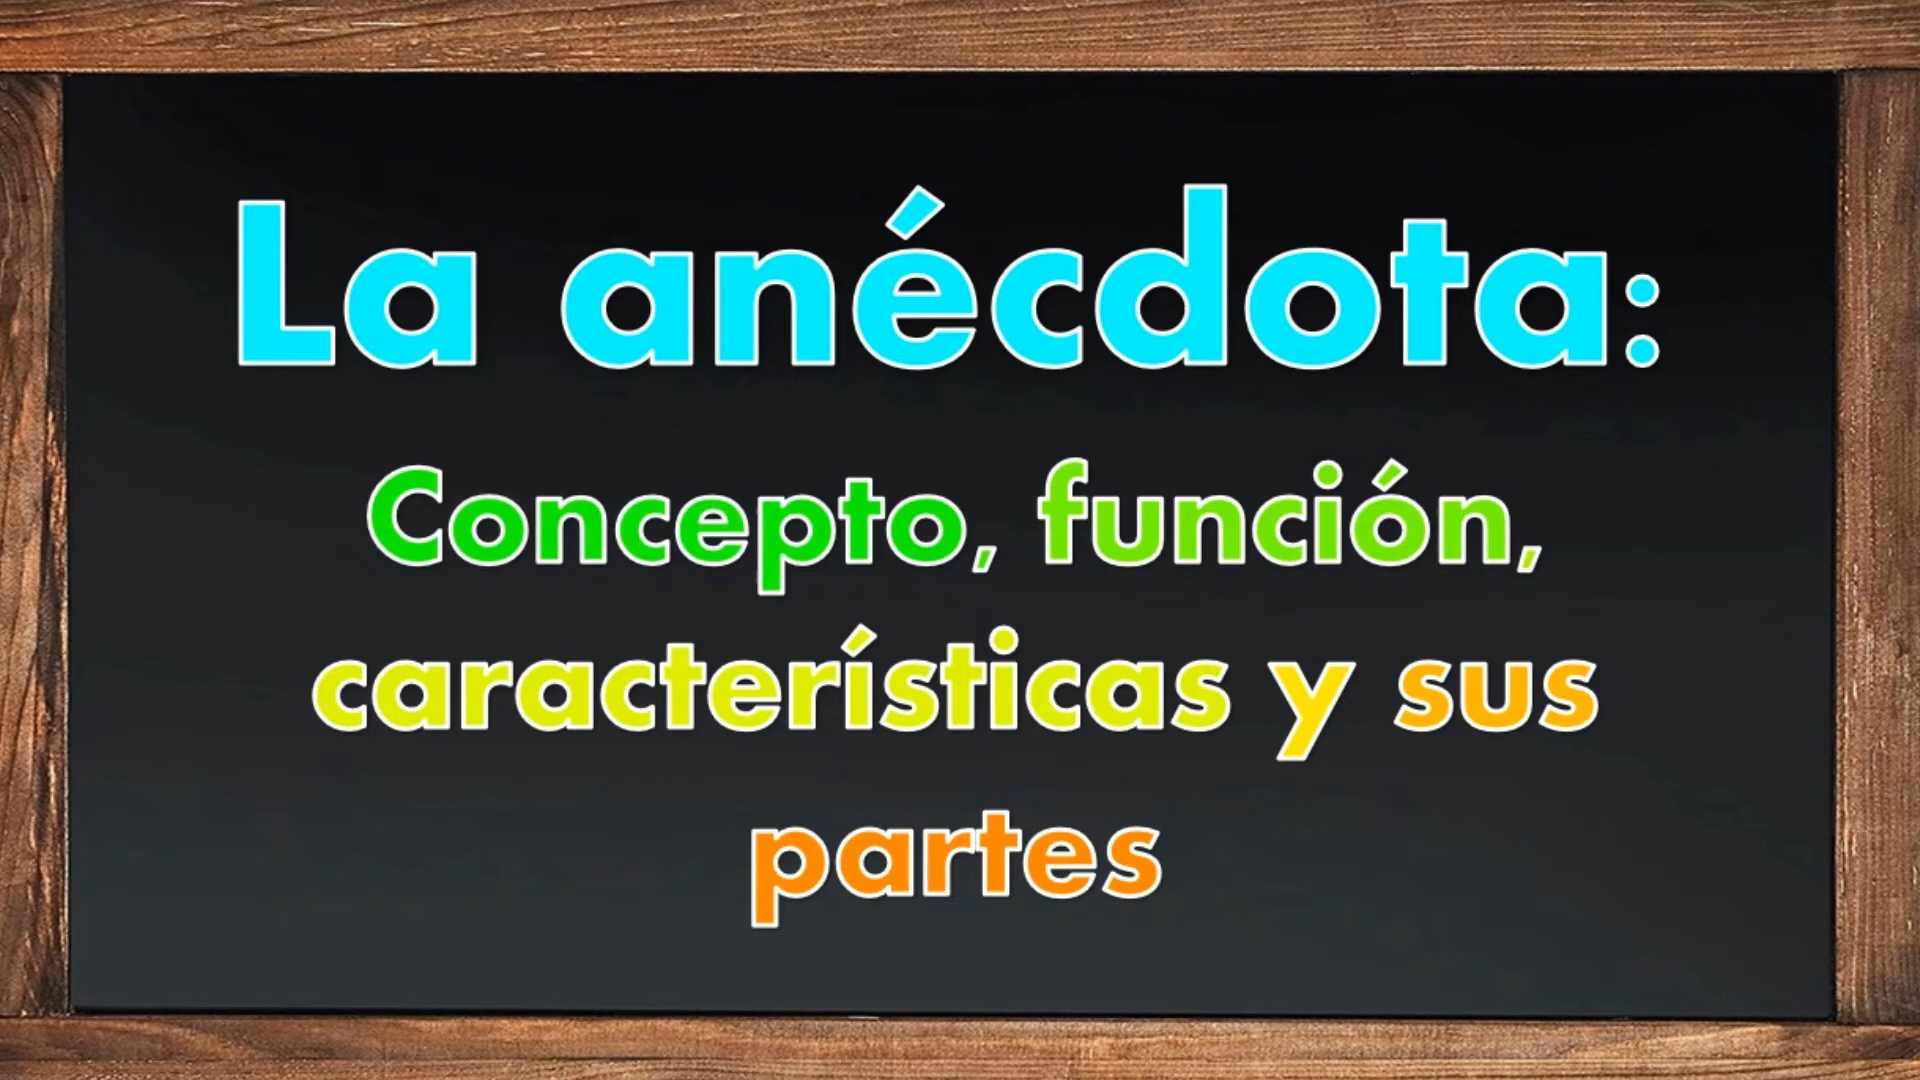 La anécdota:
Concepto, función,
características y sus
partes